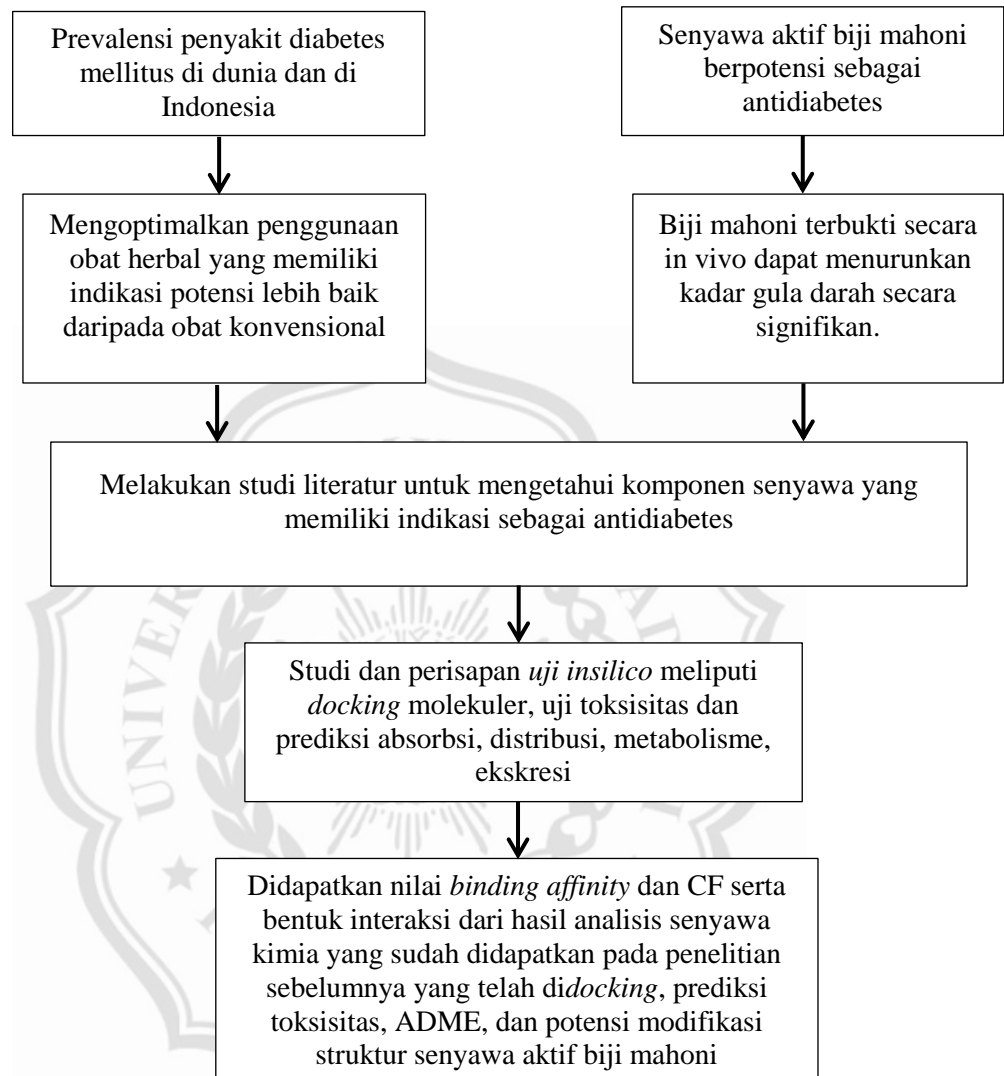 Prevalensi penyakit diabetes
mellitus di dunia dan di
Indonesia
Senyawa aktif biji mahoni
berpotensi sebagai
antidiabetes
Mengoptimalkan penggunaan
obat herbal yang memiliki
indikasi potensi lebih baik
daripada obat konvensional
Biji mahoni terbukti secara
in vivo dapat menurunkan
kadar gula darah secara
signifikan.
Melakukan studi literatur untuk mengetahui komponen senyawa yang
memiliki indikasi sebagai antidiabetes
Studi dan perisapan uji insilico meliputi
docking molekuler, uji toksisitas dan
prediksi absorbsi, distribusi, metabolisme,
ekskresi
Didapatkan nilai binding affinity dan CF serta
bentuk interaksi dari hasil analisis senyawa
kimia yang sudah didapatkan pada penelitian
sebelumnya yang telah didocking, prediksi
toksisitas, ADME, dan potensi modifikasi
struktur senyawa aktif biji mahoni